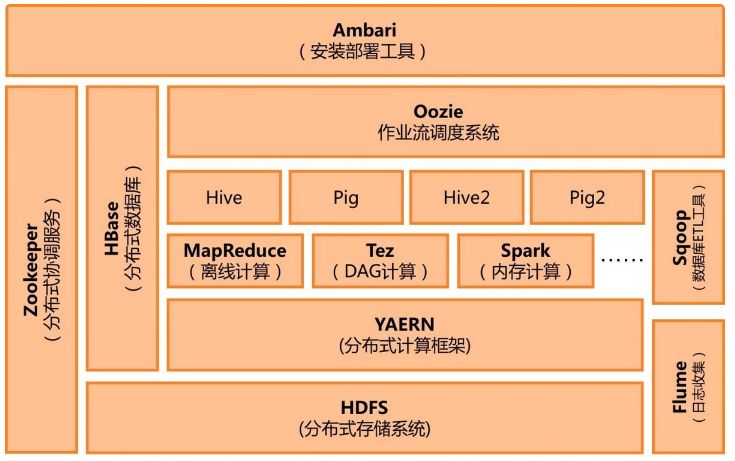 Ambari
（安装部署工具）
Zookeeper
（分布式协调服务）
HBase
（分布式数据库）
Oozie
作业流调度系统
Hive
Pig
Hive2
Pig2
MapReduce
（离线计算）
Tez
（DAG计算）
Spark
（内存计算）
······
Sqoop
（数据库ETL工具）
YAERN
(分布式计算框架)
Flume
（日志收集）
HDFS
(分布式存储系统)